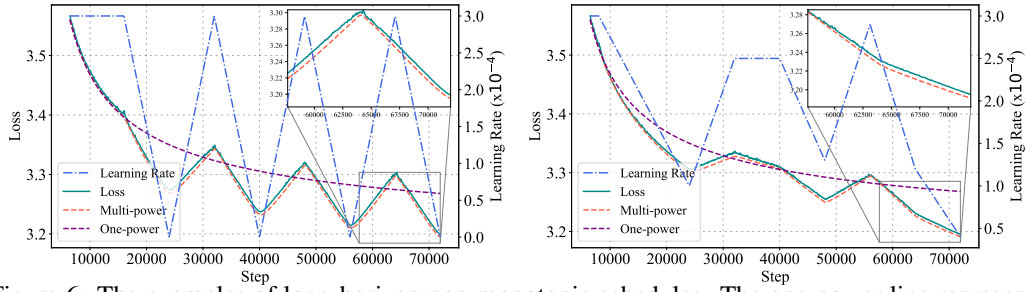 3.5
3.4
3.3
3.2
Loss
10000 20000 30000 40000 50000 60000 70000
Step
3.0
2.5
2.0
1.5
1.0
0.5
0.0
Learning Rate (x10⁻⁴)
Learning Rate
Loss
Multi-power
One-power
3.30
3.28
3.26
3.24
3.22
3.20
60000 62500 65000 67500 70000
3.5
3.4
3.3
3.2
Loss
10000 20000 30000 40000 50000 60000 70000
Step
3.0
2.5
2.0
1.5
1.0
0.5
Learning Rate (x10⁻⁴)
Learning Rate
Loss
Multi-power
One-power
3.28
3.26
3.24
3.22
3.20
60000 62500 65000 67500 70000